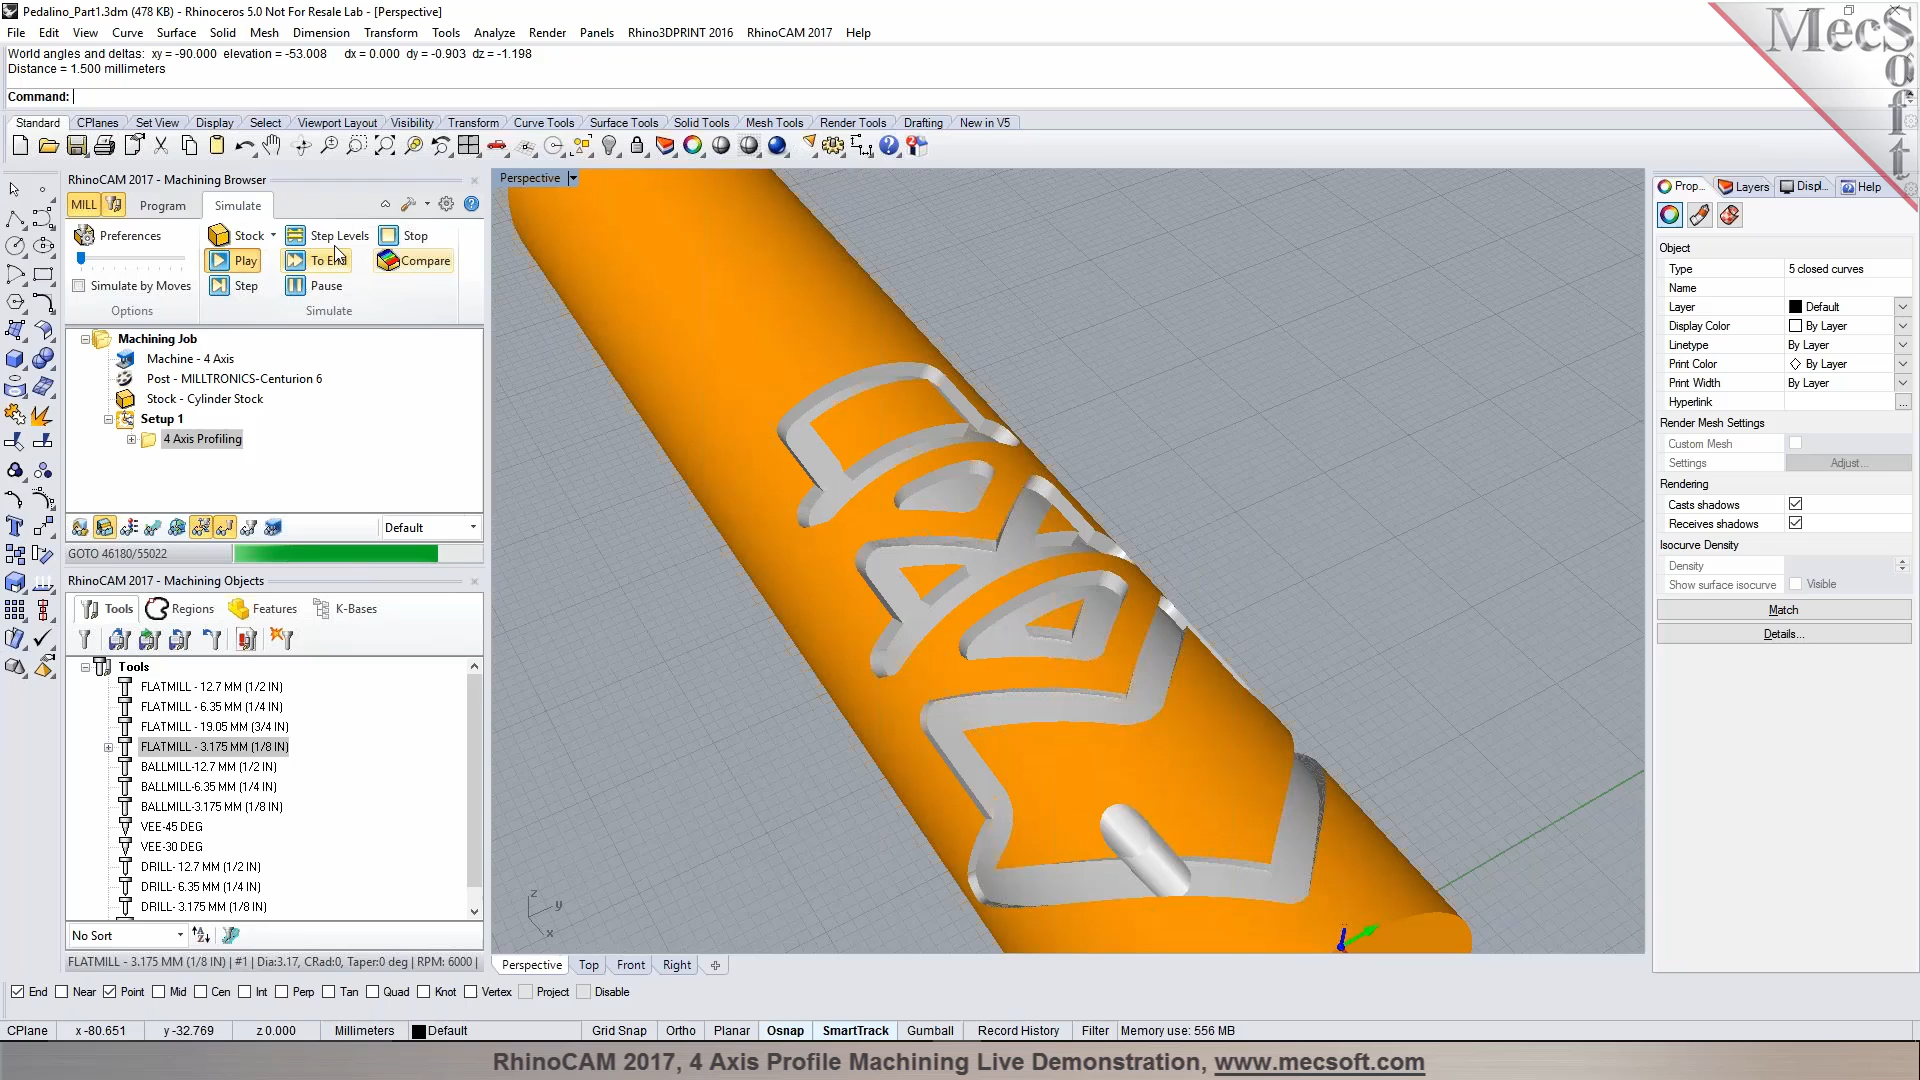 Pedalino_Part1.3dm (478 KB) - Rhinoceros 5.0 Not For Resale Lab - [Perspective]
MecSoft
File Edit View Curve Surface Solid Mesh Dimension Transform Tools Analyze Render Panels Rhino3DPRINT 2016 RhinoCAM 2017 Help
World angles and deltas: xy = -90.000 elevation = -53.008 dx = 0.000 dy = -0.903 dz = -1.198
Distance = 1.500 millimeters
Command:
Standard CPlanes Set View Display Select Viewport Layout Visibility Transform Curve Tools Surface Tools Solid Tools Mesh Tools Render Tools Drafting New in V5
RhinoCAM 2017 - Machining Browser
MILL Program Simulate
Preferences Stock Step Levels Stop
Play To End Compare
Simulate by Moves Step Pause
Options Simulate
Machining Job
Machine - 4 Axis
Post - MILLTRONICS-Centurion 6
Stock - Cylinder Stock
Setup 1
4 Axis Profiling
Default
GOTO 46180/55022
RhinoCAM 2017 - Machining Objects
Tools Regions Features K-Bases
Tools
FLATMILL - 12.7 MM (1/2 IN)
FLATMILL - 6.35 MM (1/4 IN)
FLATMILL - 19.05 MM (3/4 IN)
FLATMILL - 3.175 MM (1/8 IN)
BALLMILL-12.7 MM (1/2 IN)
BALLMILL-6.35 MM (1/4 IN)
BALLMILL-3.175 MM (1/8 IN)
VEE-45 DEG
VEE-30 DEG
DRILL- 12.7 MM (1/2 IN)
DRILL- 6.35 MM (1/4 IN)
DRILL- 3.175 MM (1/8 IN)
No Sort
FLATMILL - 3.175 MM (1/8 IN) | #1 | Dia:3.17, CRad:0, Taper:0 deg | RPM: 6000 |
Perspective
z
y
x
Perspective Top Front Right
Prop... Layers Displ... Help
Object
Type 5 closed curves
Name
Layer Default
Display Color By Layer
Linetype By Layer
Print Color By Layer
Print Width By Layer
Hyperlink ...
Render Mesh Settings
Custom Mesh
Settings Adjust...
Rendering
Casts shadows
Receives shadows
Isocurve Density
Density
Show surface isocurve Visible
Match
Details...
End Near Point Mid Cen Int Perp Tan Quad Knot Vertex Project Disable
CPlane x -80.651 y -32.769 z 0.000 Millimeters Default Grid Snap Ortho Planar Osnap SmartTrack Gumball Record History Filter Memory use: 556 MB
RhinoCAM 2017, 4 Axis Profile Machining Live Demonstration, www.mecsoft.com